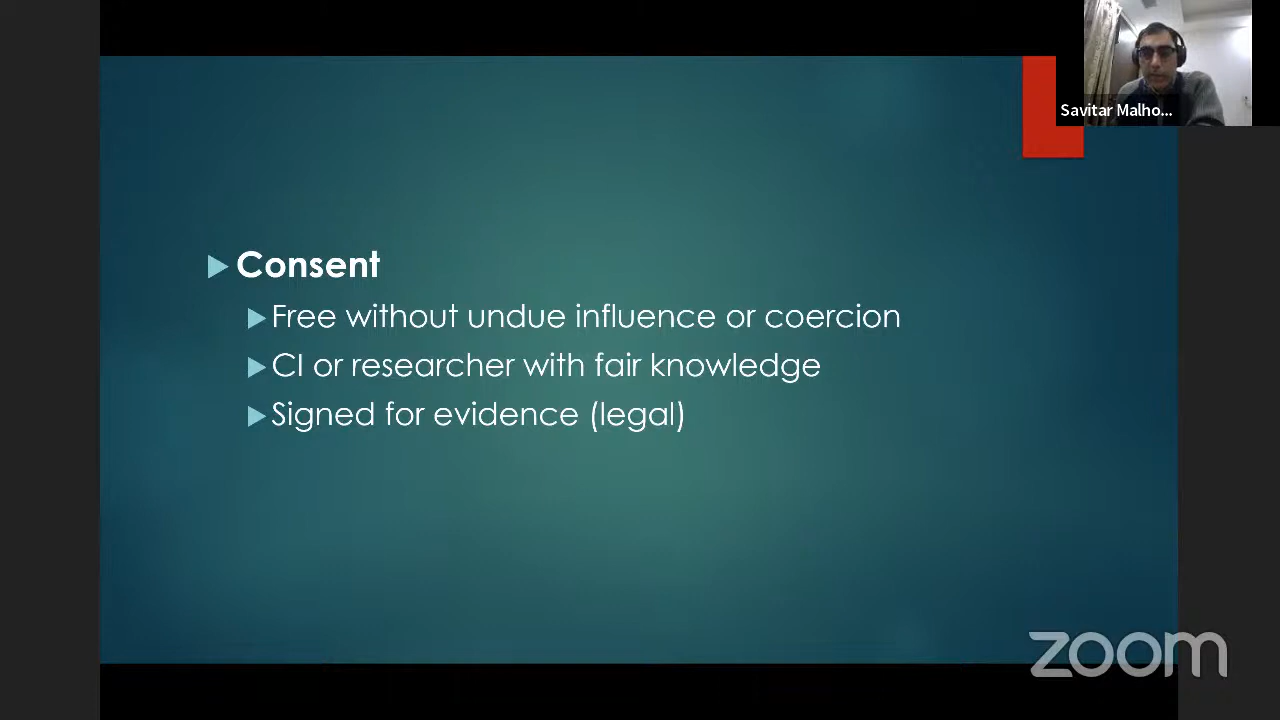 Savitar Malho...
Consent
Free without undue influence or coercion
CI or researcher with fair knowledge
Signed for evidence (legal)
zoom